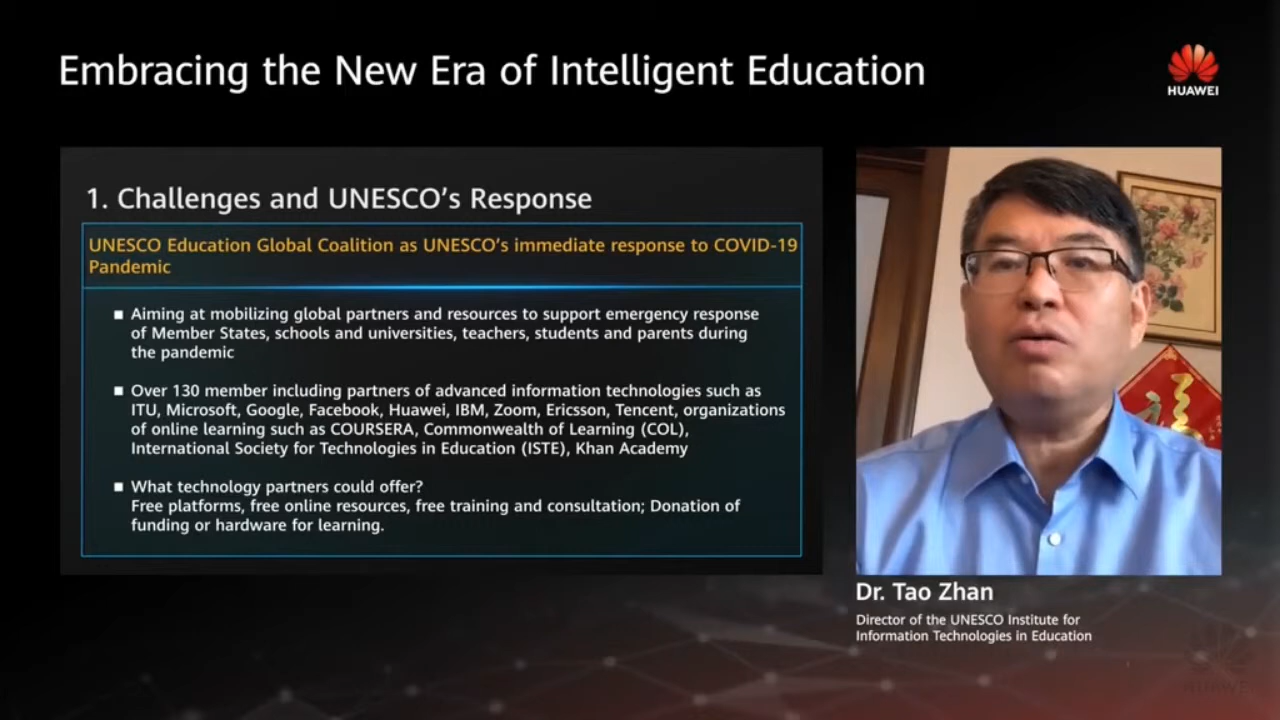 Embracing the New Era of Intelligent Education
HUAWEI
1. Challenges and UNESCO's Response
UNESCO Education Global Coalition as UNESCO's immediate response to COVID-19
Pandemic
■ Aiming at mobilizing global partners and resources to support emergency response
of Member States, schools and universities, teachers, students and parents during
the pandemic
■ Over 130 member including partners of advanced information technologies such as
ITU, Microsoft, Google, Facebook, Huawei, IBM, Zoom, Ericsson, Tencent, organizations
of online learning such as COURSERA, Commonwealth of Learning (COL),
International Society for Technologies in Education (ISTE), Khan Academy
■ What technology partners could offer?
Free platforms, free online resources, free training and consultation; Donation of
funding or hardware for learning.
Dr. Tao Zhan
Director of the UNESCO Institute for
Information Technologies in Education
HUAWEI